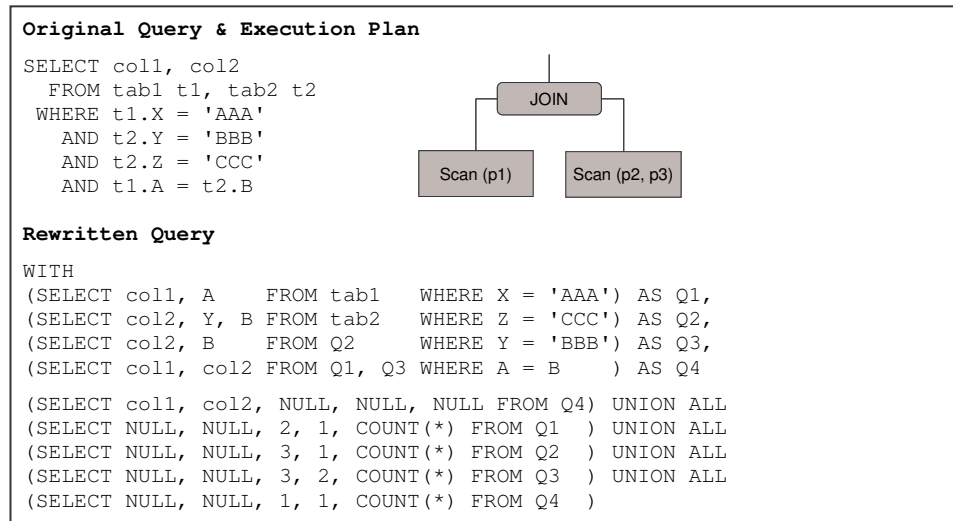 Original Query & Execution Plan
SELECT col1, col2
FROM tab1 t1, tab2 t2
WHERE t1.X = 'AAA'
AND t2.Y = 'BBB'
AND t2.Z = 'CCC'
AND t1.A = t2.B
JOIN
Scan (p1)
Scan (p2, p3)
Rewritten Query
WITH
(SELECT col1, A FROM tab1 WHERE X = 'AAA') AS Q1,
(SELECT col2, Y, B FROM tab2 WHERE Z = 'CCC') AS Q2,
(SELECT col2, B FROM Q2 WHERE Y = 'BBB') AS Q3,
(SELECT col1, col2 FROM Q1, Q3 WHERE A = B ) AS Q4
(SELECT col1, col2, NULL, NULL, NULL FROM Q4) UNION ALL
(SELECT NULL, NULL, 2, 1, COUNT(*) FROM Q1 ) UNION ALL
(SELECT NULL, NULL, 3, 1, COUNT(*) FROM Q2 ) UNION ALL
(SELECT NULL, NULL, 3, 2, COUNT(*) FROM Q3 ) UNION ALL
(SELECT NULL, NULL, 1, 1, COUNT(*) FROM Q4 )